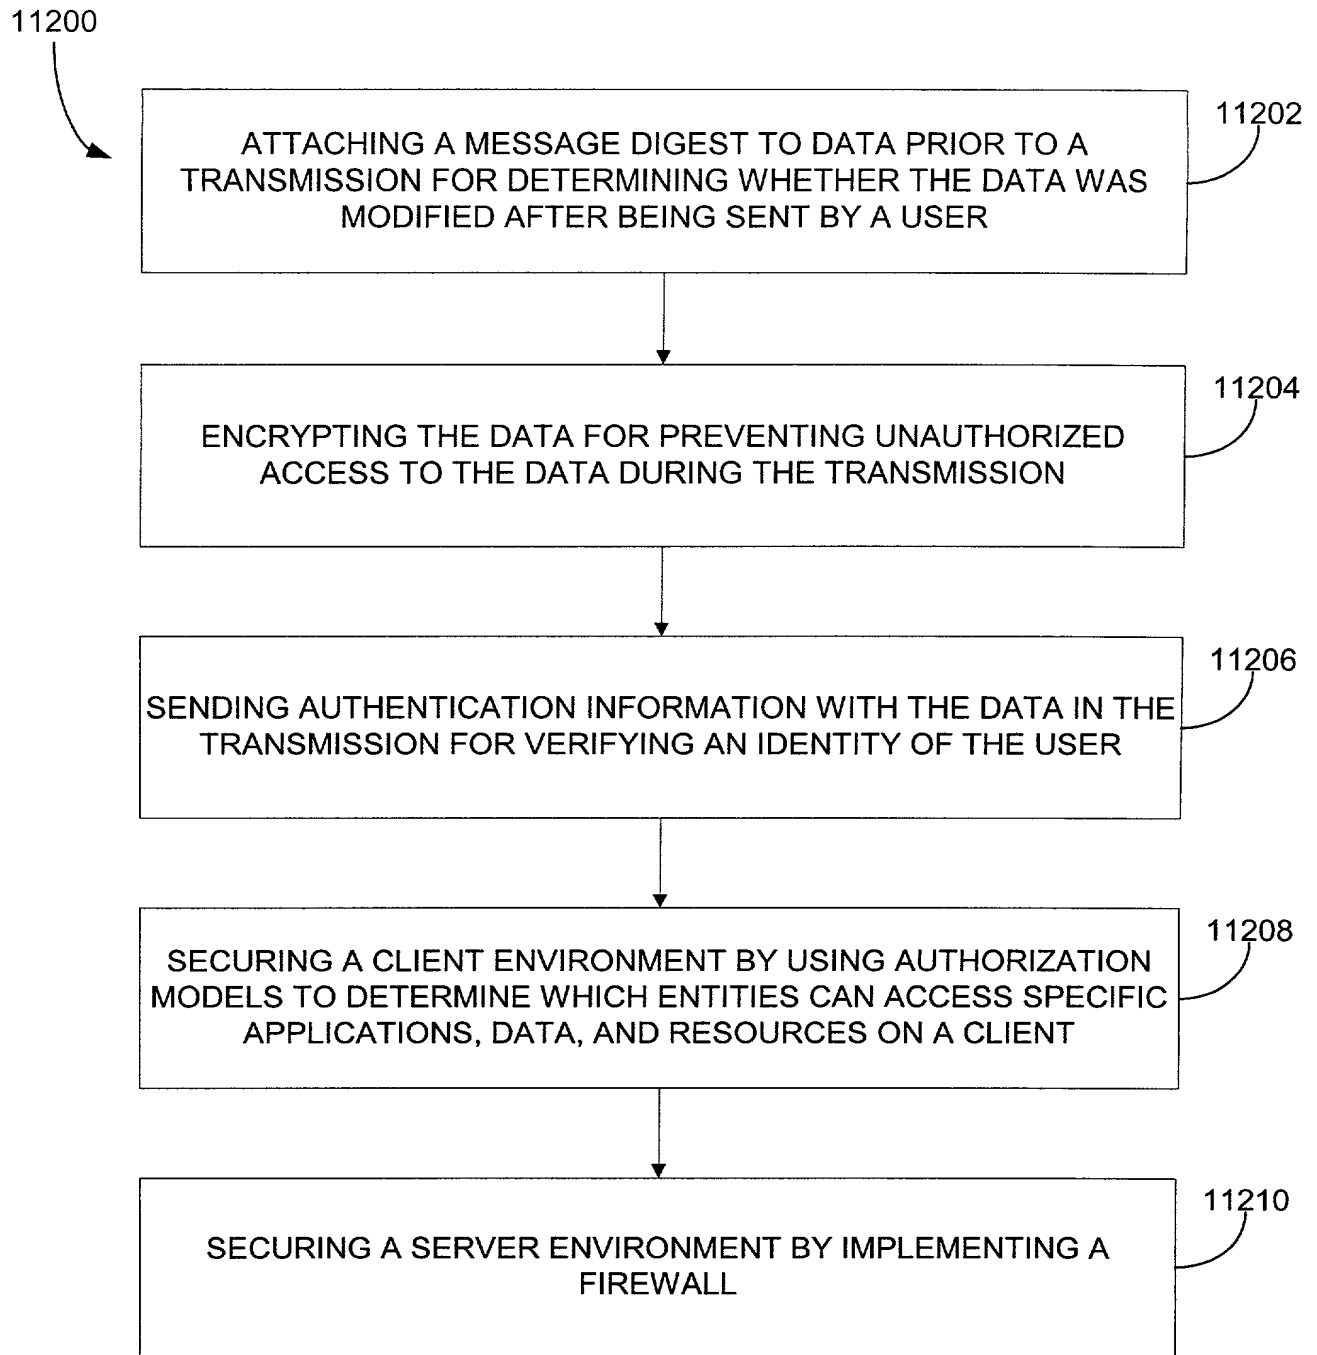 11200
11202
ATTACHING A MESSAGE DIGEST TO DATA PRIOR TO A
TRANSMISSION FOR DETERMINING WHETHER THE DATA WAS
MODIFIED AFTER BEING SENT BY A USER
11204
ENCRYPTING THE DATA FOR PREVENTING UNAUTHORIZED
ACCESS TO THE DATA DURING THE TRANSMISSION
11206
SENDING AUTHENTICATION INFORMATION WITH THE DATA IN THE
TRANSMISSION FOR VERIFYING AN IDENTITY OF THE USER
11208
SECURING A CLIENT ENVIRONMENT BY USING AUTHORIZATION
MODELS TO DETERMINE WHICH ENTITIES CAN ACCESS SPECIFIC
APPLICATIONS, DATA, AND RESOURCES ON A CLIENT
11210
SECURING A SERVER ENVIRONMENT BY IMPLEMENTING A
FIREWALL